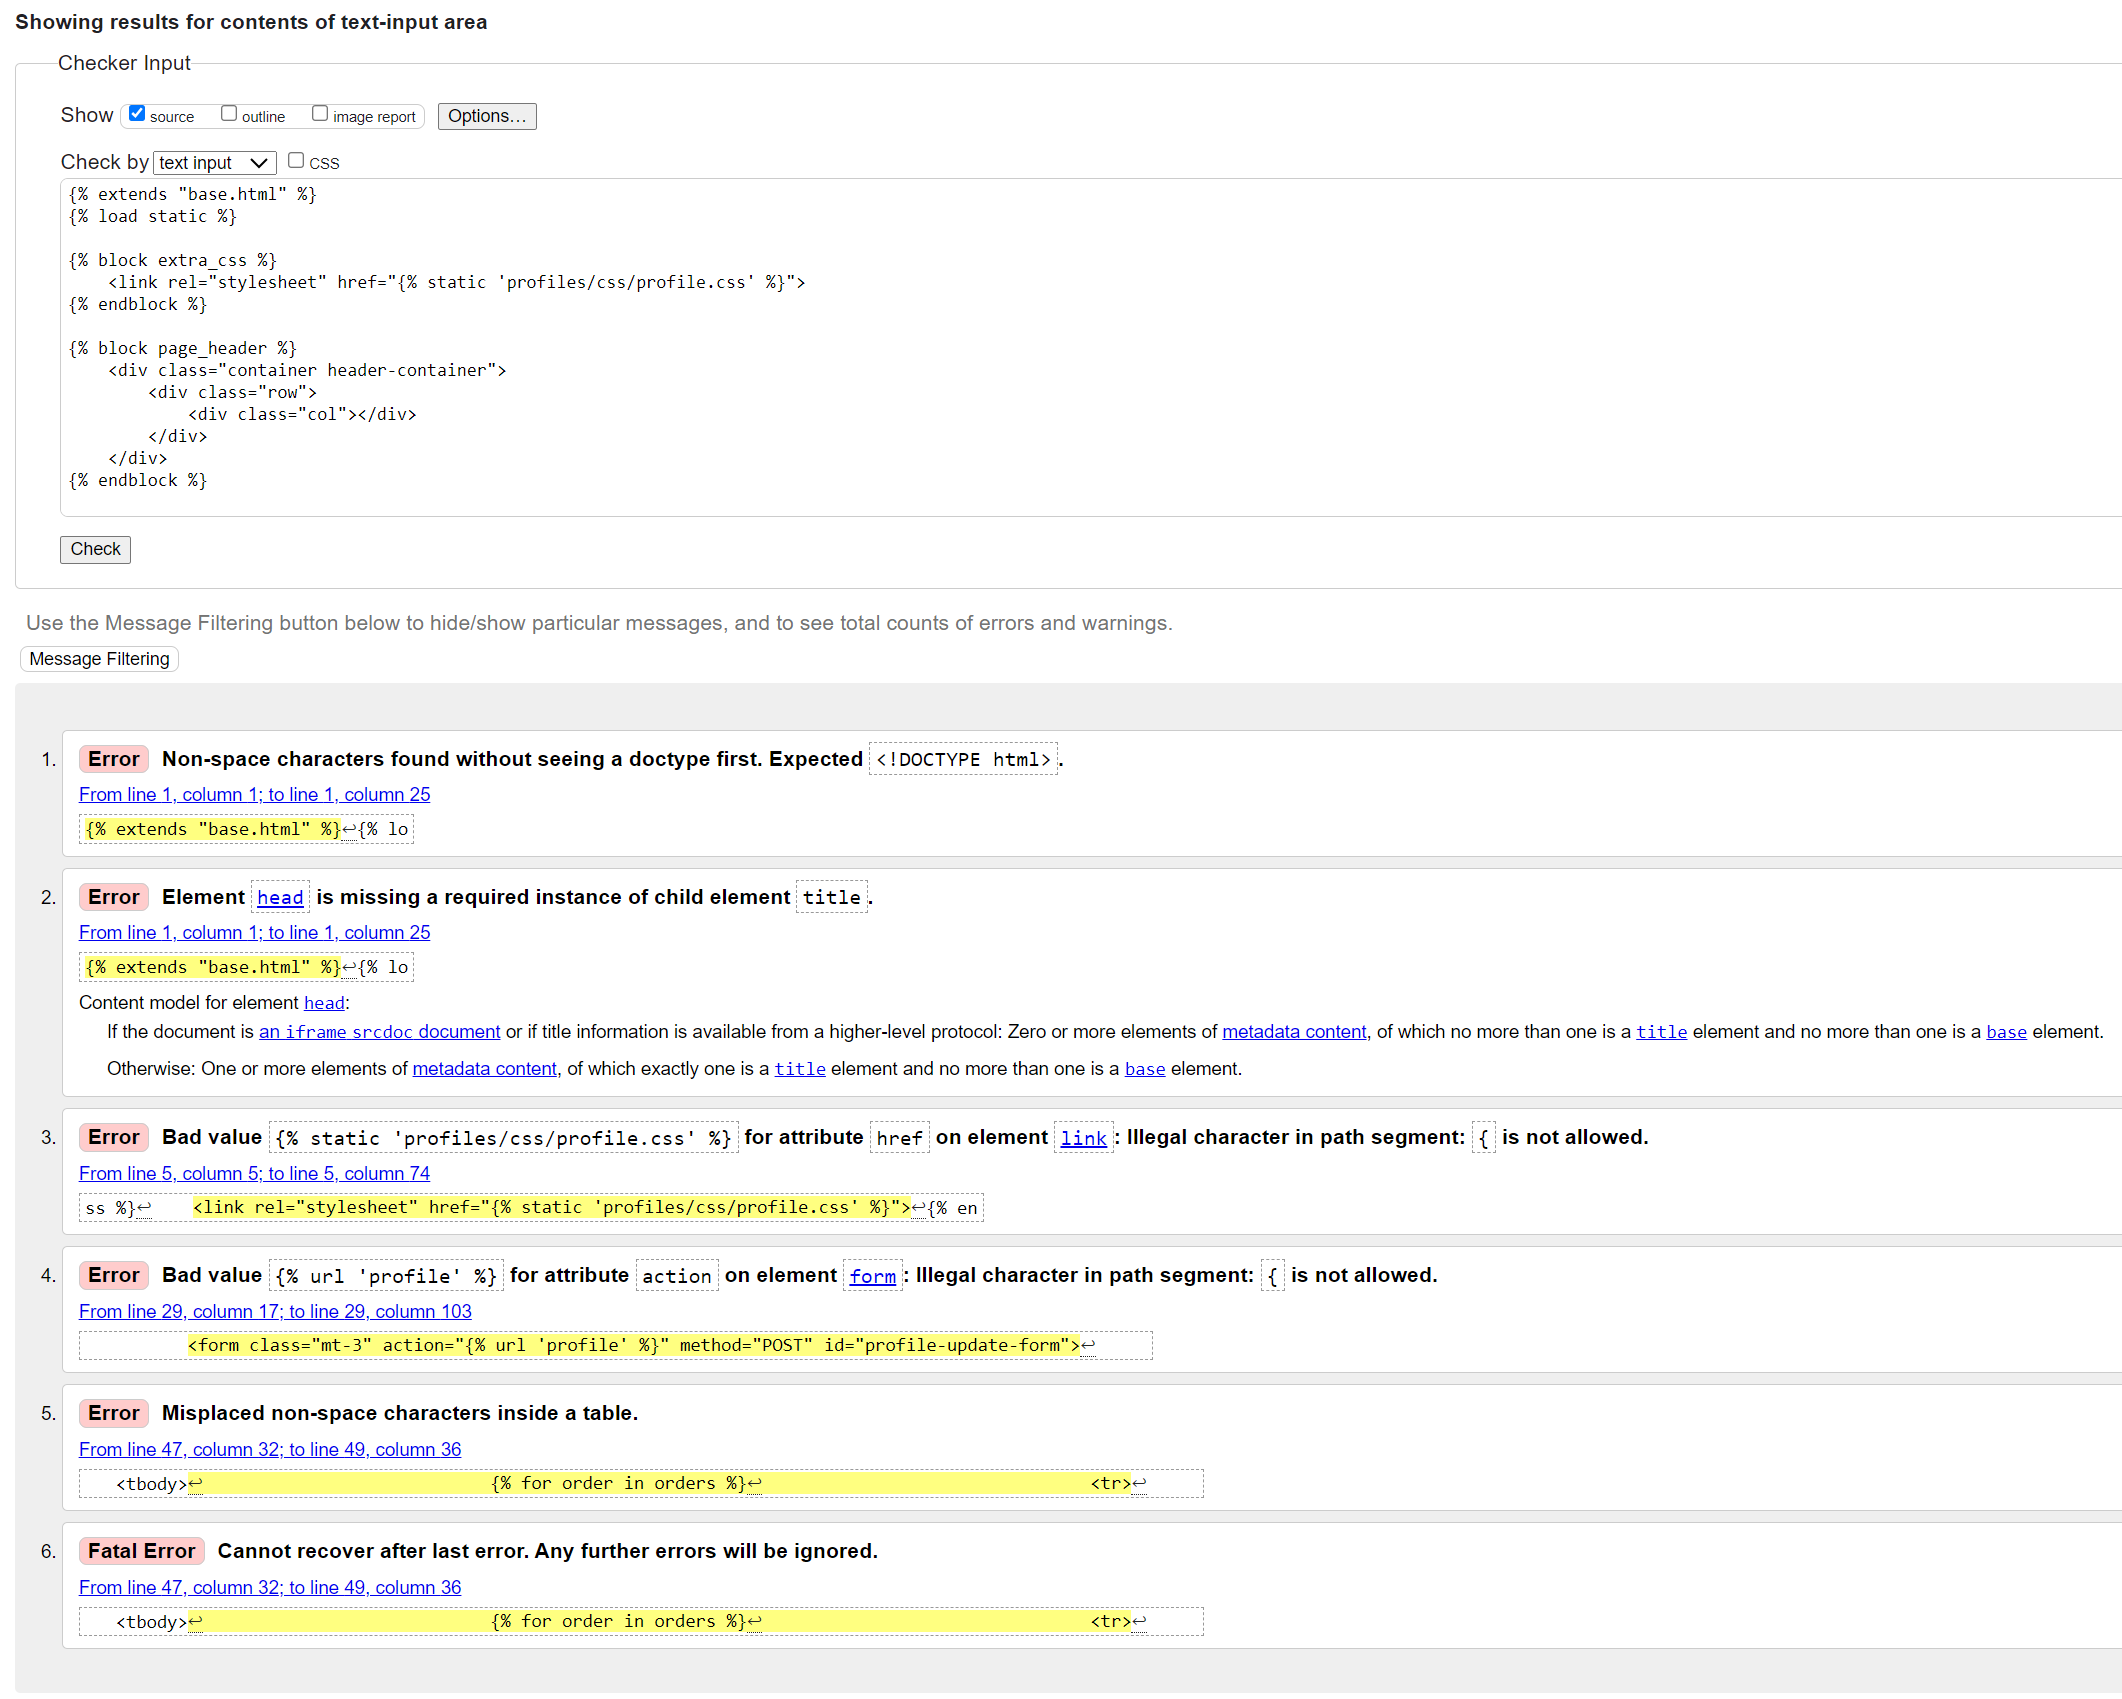 Showing results for contents of text-input area
Checker Input
Show source outline image report Options...
Check by text input CSS
{% extends "base.html" %}
{% load static %}
{% block extra_css %}
<link rel="stylesheet" href="{% static 'profiles/css/profile.css' %}">
{% endblock %}
{% block page_header %}
<div class="container header-container">
<div class="row">
<div class="col"></div>
</div>
</div>
{% endblock %}
Check
Use the Message Filtering button below to hide/show particular messages, and to see total counts of errors and warnings.
Message Filtering
1. Error Non-space characters found without seeing a doctype first. Expected <!DOCTYPE html>.
From line 1, column 1; to line 1, column 25
{% extends "base.html" %}↩{% lo
2. Error Element head is missing a required instance of child element title.
From line 1, column 1; to line 1, column 25
{% extends "base.html" %}↩{% lo
Content model for element head:
If the document is an iframe srcdoc document or if title information is available from a higher-level protocol: Zero or more elements of metadata content, of which no more than one is a title element and no more than one is a base element.
Otherwise: One or more elements of metadata content, of which exactly one is a title element and no more than one is a base element.
3. Error Bad value {% static 'profiles/css/profile.css' %} for attribute href on element link: Illegal character in path segment: { is not allowed.
From line 5, column 5; to line 5, column 74
ss %}↩ <link rel="stylesheet" href="{% static 'profiles/css/profile.css' %}">↩{% en
4. Error Bad value {% url 'profile' %} for attribute action on element form: Illegal character in path segment: { is not allowed.
From line 29, column 17; to line 29, column 103
<form class="mt-3" action="{% url 'profile' %}" method="POST" id="profile-update-form">↩
5. Error Misplaced non-space characters inside a table.
From line 47, column 32; to line 49, column 36
<tbody>↩ {% for order in orders %}↩ <tr>↩
6. Fatal Error Cannot recover after last error. Any further errors will be ignored.
From line 47, column 32; to line 49, column 36
<tbody>↩ {% for order in orders %}↩ <tr>↩